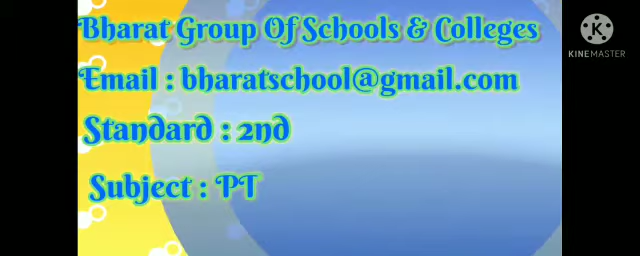 Bharat Group Of Schools & Colleges
Email : bharatschool@gmail.com
Standard : 2nd
Subject : PT
K
KINEMASTER